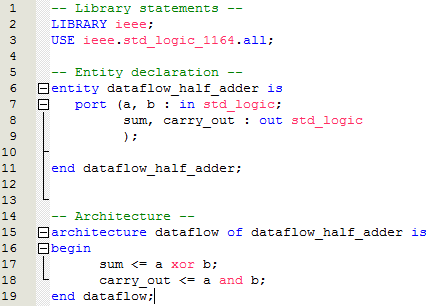 1 -- Library statements --
2 LIBRARY ieee;
3 USE ieee.std_logic_1164.all;
4
5 -- Entity declaration --
6 entity dataflow_half_adder is
7 port (a, b : in std_logic;
8 sum, carry_out : out std_logic
9 );
10
11 end dataflow_half_adder;
12
13
14 -- Architecture --
15 architecture dataflow of dataflow_half_adder is
16 begin
17 sum <= a xor b;
18 carry_out <= a and b;
19 end dataflow;